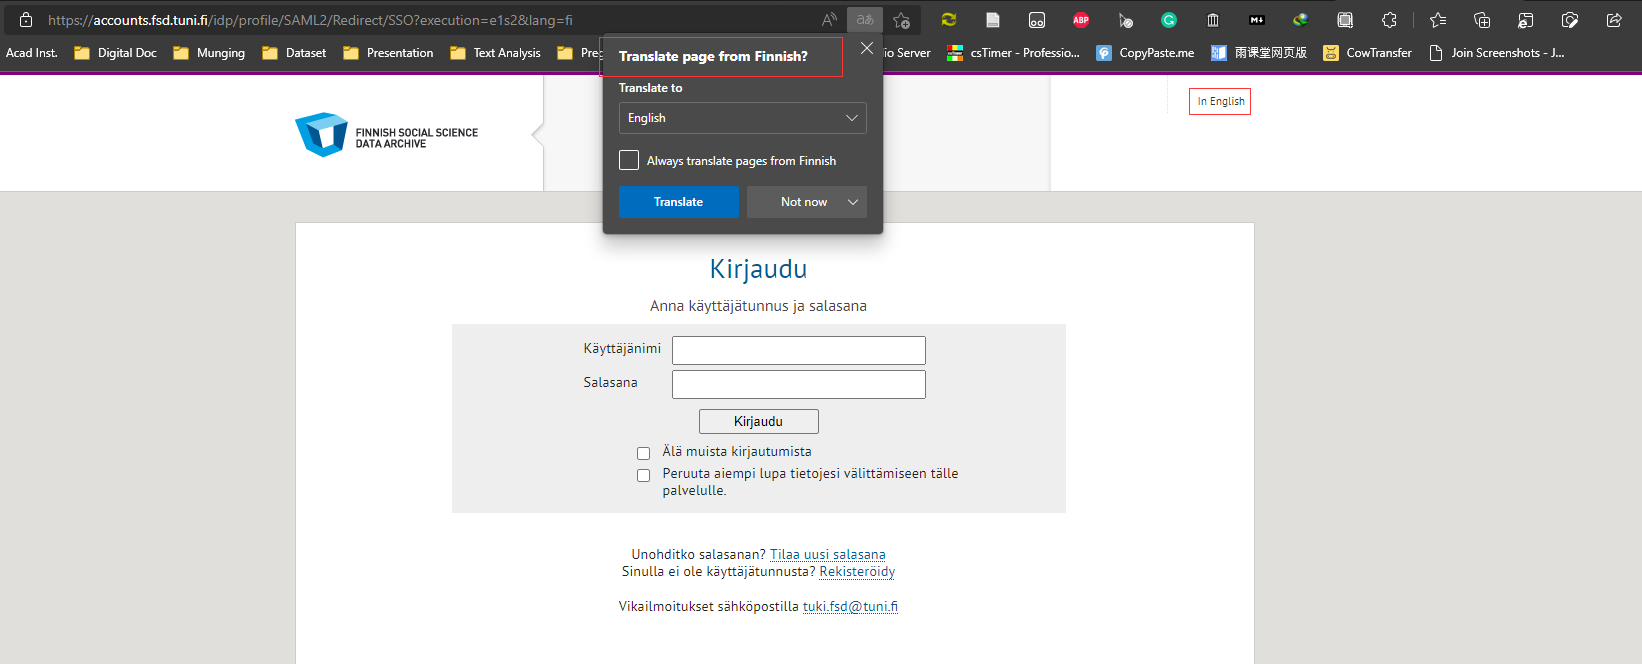 https://accounts.fsd.tuni.fi/idp/profile/SAML2/Redirect/SSO?execution=e1s2&lang=fi
Acad Inst. Digital Doc Munging Dataset Presentation Text Analysis io Server csTimer - Professio... CopyPaste.me 雨课堂网页版 CowTransfer Join Screenshots - J...
Translate page from Finnish?
Translate to
English
Always translate pages from Finnish
Translate Not now
In English
FINNISH SOCIAL SCIENCE
DATA ARCHIVE
Kirjaudu
Anna käyttäjätunnus ja salasana
Käyttäjänimi
Salasana
Kirjaudu
Älä muista kirjautumista
Peruuta aiempi lupa tietojesi välittämiseen tälle
palvelulle.
Unohditko salasanan? Tilaa uusi salasana
Sinulla ei ole käyttäjätunnusta? Rekisteröidy
Vikailmoitukset sähköpostilla tuki.fsd@tuni.fi